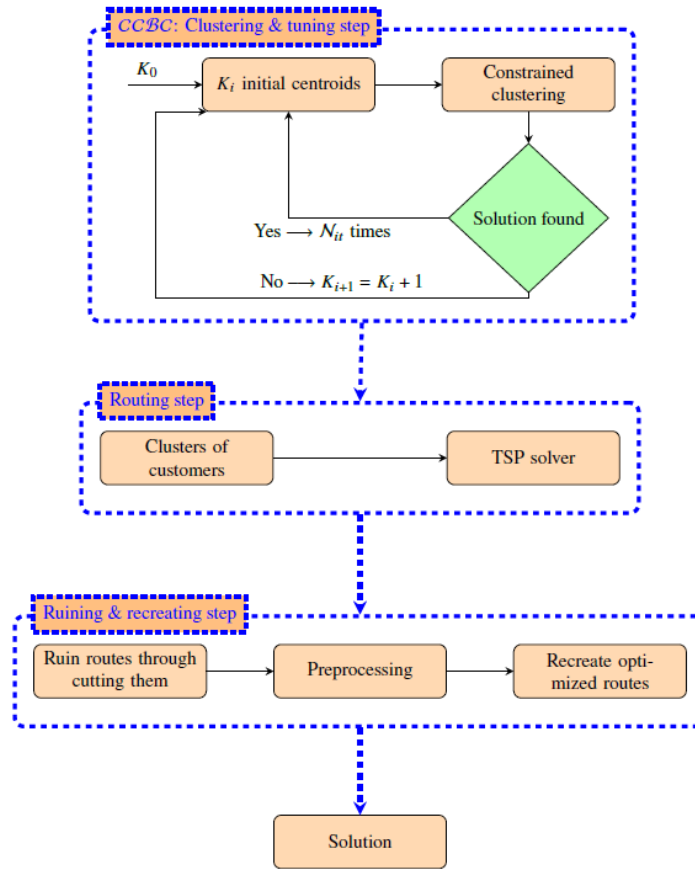 CCBC: Clustering & tuning step
K₀
Kᵢ initial centroids
Constrained
clustering
Solution found
Yes ⟶ Nᵢₜ times
No ⟶ Kᵢ₊₁ = Kᵢ + 1
Routing step
Clusters of
customers
TSP solver
Ruining & recreating step
Ruin routes through
cutting them
Preprocessing
Recreate opti-
mized routes
Solution